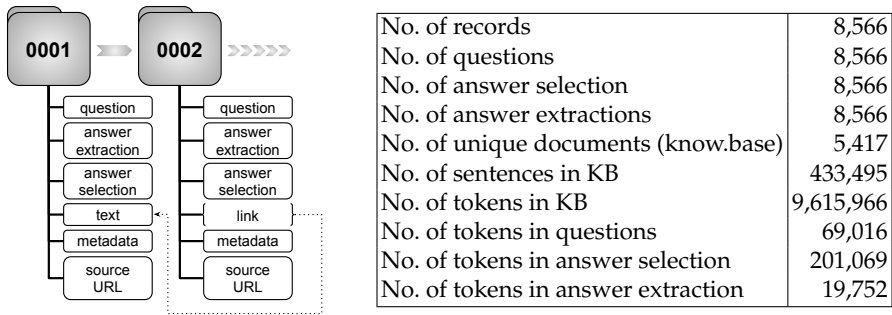 0001
0002
question
answer
extraction
answer
selection
text
metadata
source
URL
question
answer
extraction
answer
selection
link
metadata
source
URL
No. of records 8,566
No. of questions 8,566
No. of answer selection 8,566
No. of answer extractions 8,566
No. of unique documents (know.base) 5,417
No. of sentences in KB 433,495
No. of tokens in KB 9,615,966
No. of tokens in questions 69,016
No. of tokens in answer selection 201,069
No. of tokens in answer extraction 19,752